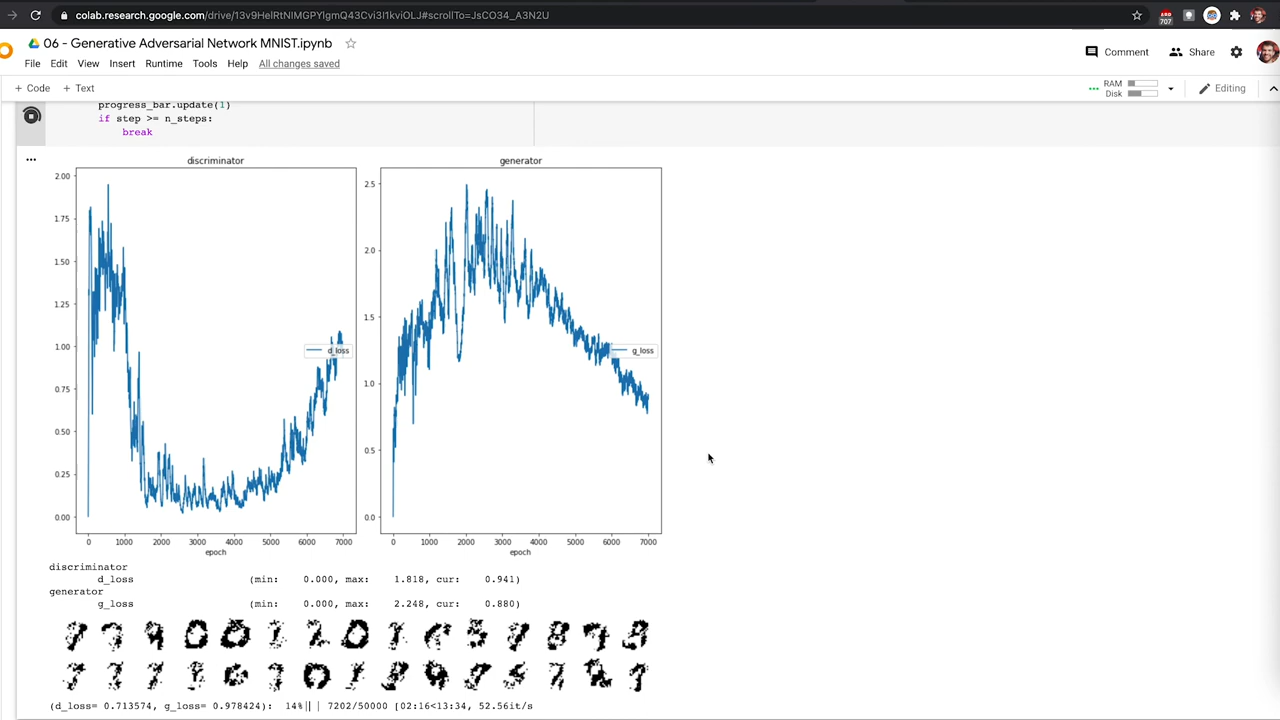 colab.research.google.com/drive/13v9HelRtNIMGPYlgmQ43Cvi3I1kviOLJ#scrollTo=JsCO34_A3N2U
707
06 - Generative Adversarial Network MNIST.ipynb
Comment
Share
File Edit View Insert Runtime Tools Help All changes saved
+ Code + Text
RAM
Disk
Editing
progress_bar.update(1)
if step >= n_steps:
break
discriminator
generator
2.00
1.75
1.50
1.25
1.00
0.75
0.50
0.25
0.00
d_loss
0 1000 2000 3000 4000 5000 6000 7000
epoch
2.5
2.0
1.5
1.0
0.5
0.0
g_loss
0 1000 2000 3000 4000 5000 6000 7000
epoch
discriminator
d_loss (min: 0.000, max: 1.818, cur: 0.941)
generator
g_loss (min: 0.000, max: 2.248, cur: 0.880)
(d_loss= 0.713574, g_loss= 0.978424): 14%|| | 7202/50000 [02:16<13:34, 52.56it/s